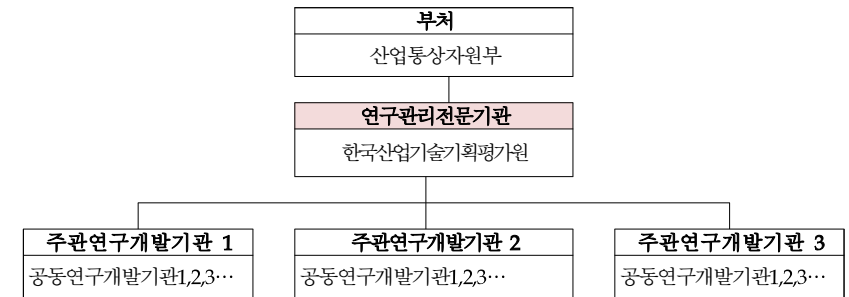 부처
산업통상자원부
연구관리전문기관
한국산업기술기획평가원
주관연구개발기관 1
공동연구개발기관1,2,3…
주관연구개발기관 2
공동연구개발기관1,2,3…
주관연구개발기관 3
공동연구개발기관1,2,3…